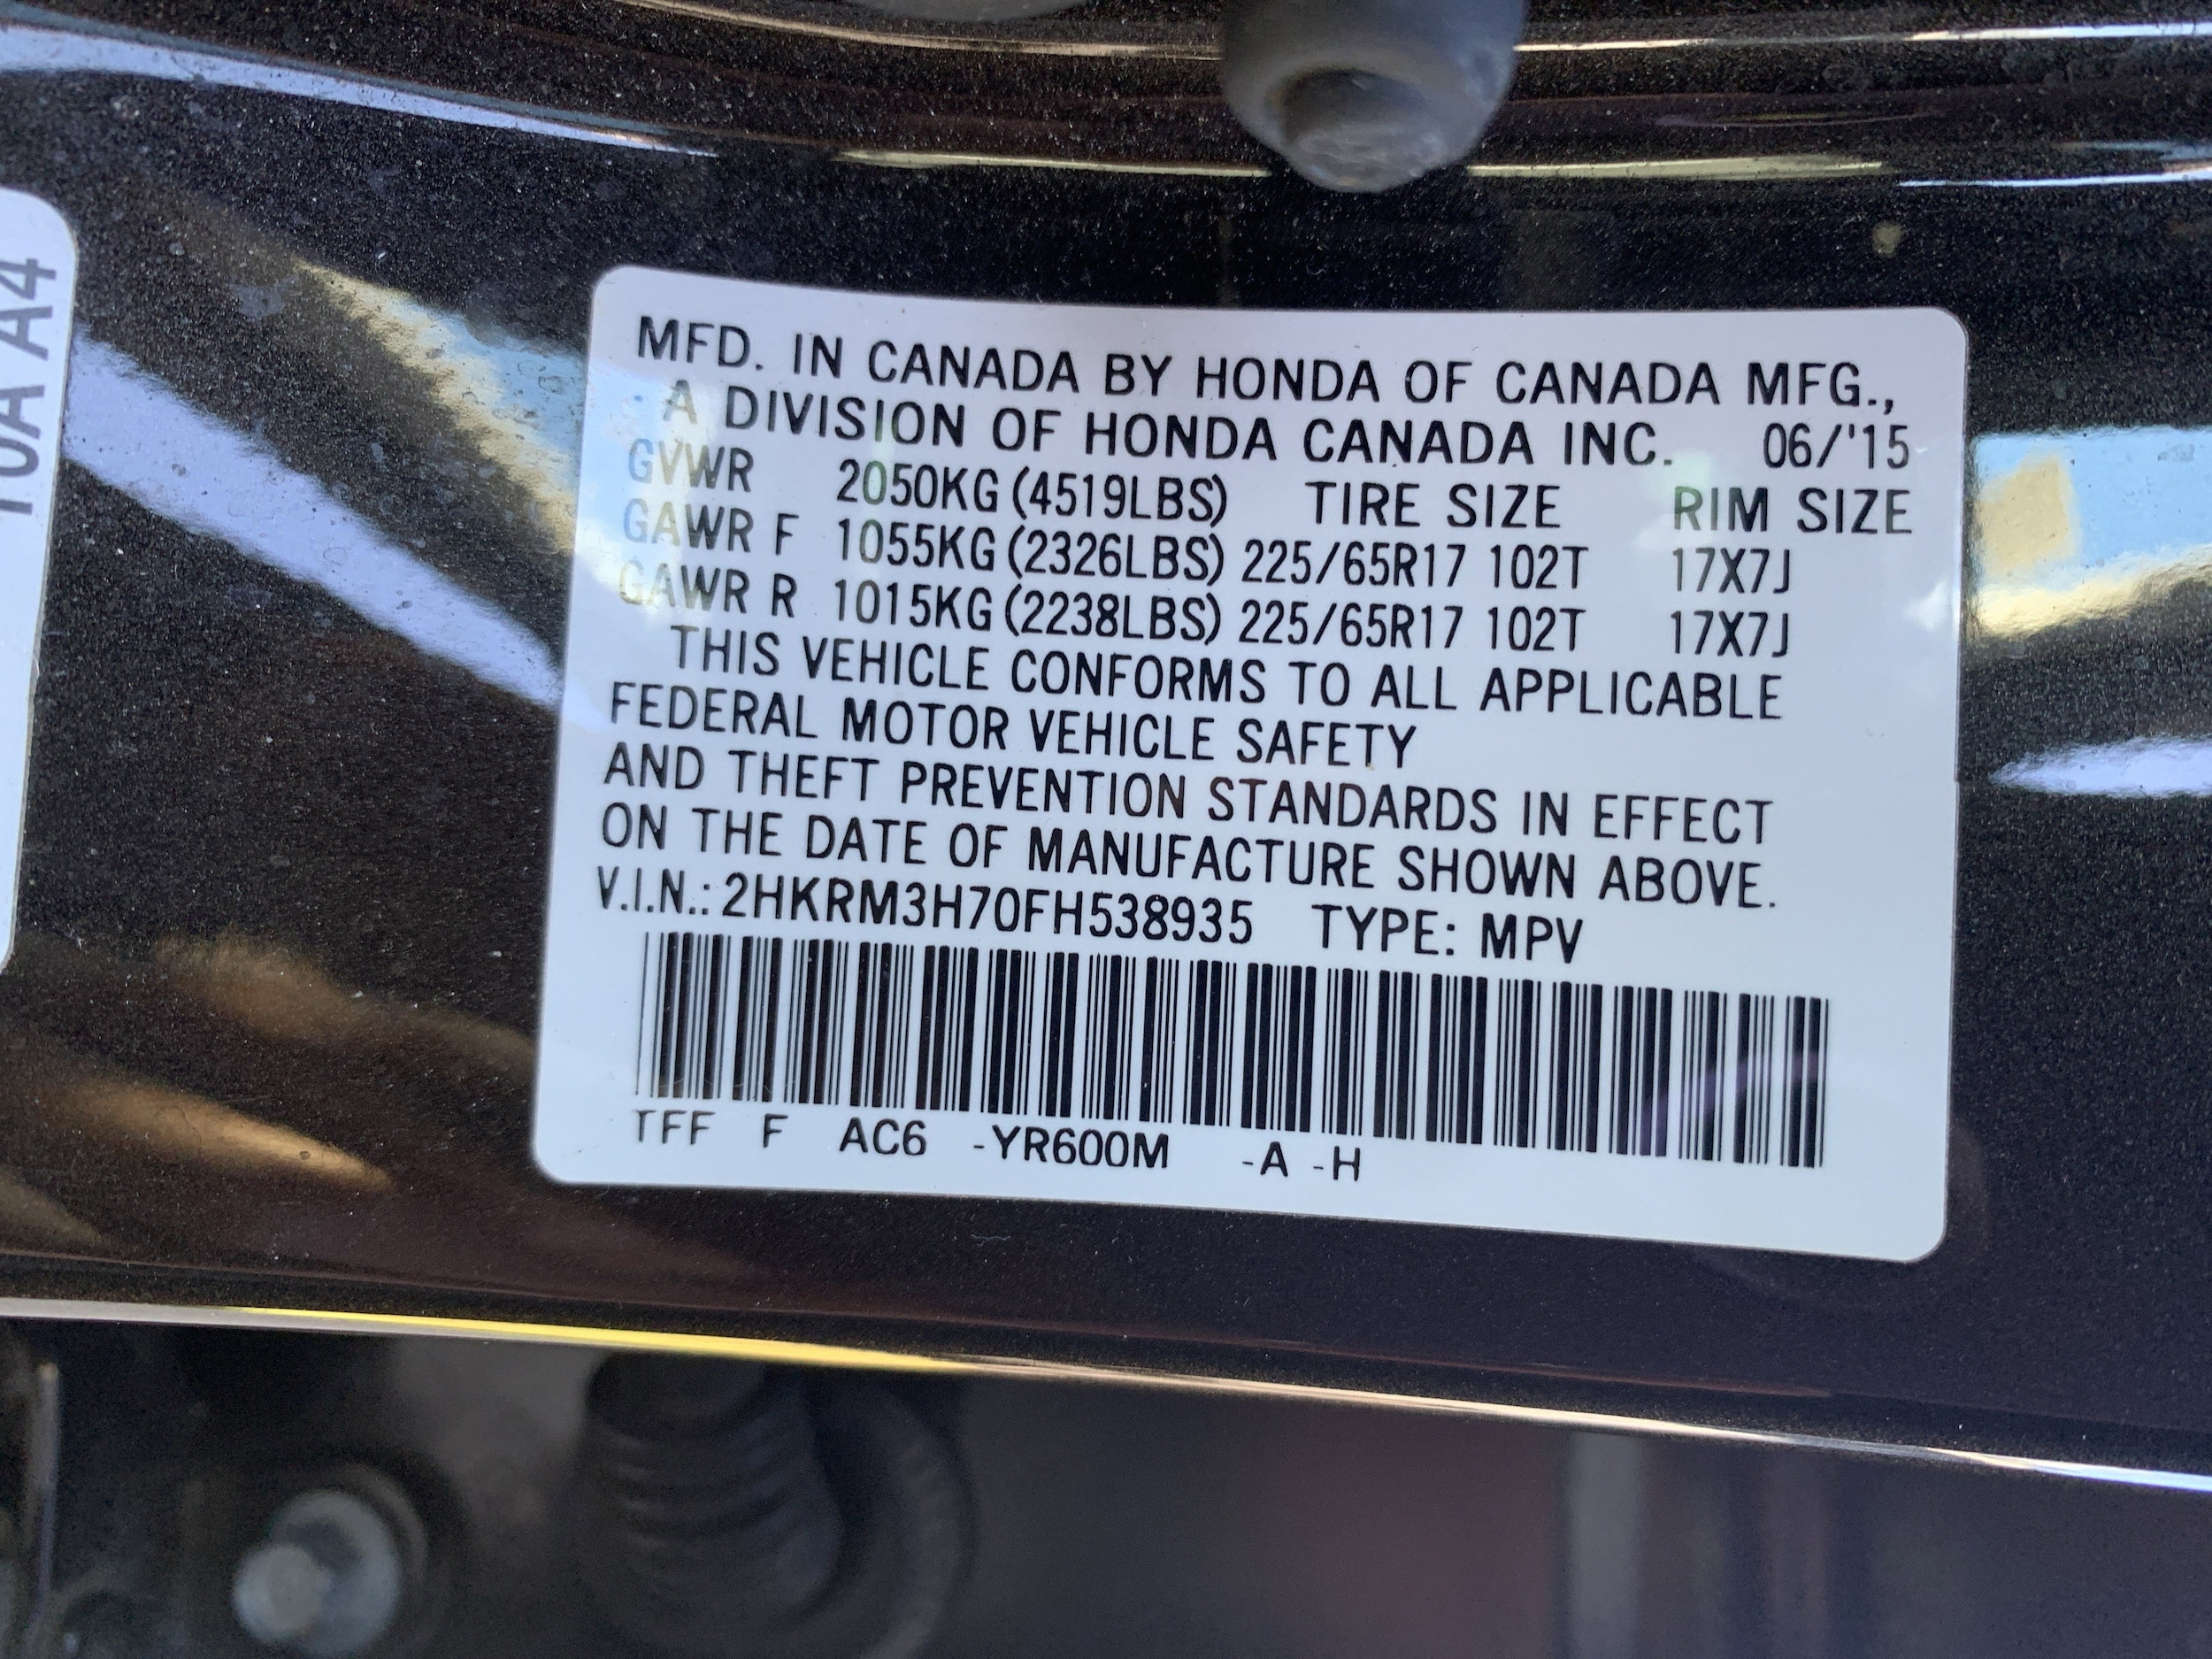 MFD. IN CANADA BY HONDA OF CANADA MFG.,
A DIVISION OF HONDA CANADA INC. 06/'15
GVWR 2050KG (4519LBS) TIRE SIZE RIM SIZE
GAWR F 1055KG (2326LBS) 225/65R17 102T 17X7J
GAWR R 1015KG (2238LBS) 225/65R17 102T 17X7J
THIS VEHICLE CONFORMS TO ALL APPLICABLE
FEDERAL MOTOR VEHICLE SAFETY
AND THEFT PREVENTION STANDARDS IN EFFECT
ON THE DATE OF MANUFACTURE SHOWN ABOVE.
V.I.N.: 2HKRM3H70FH538935 TYPE: MPV
TFF F AC6 -YR600M -A -H
A4